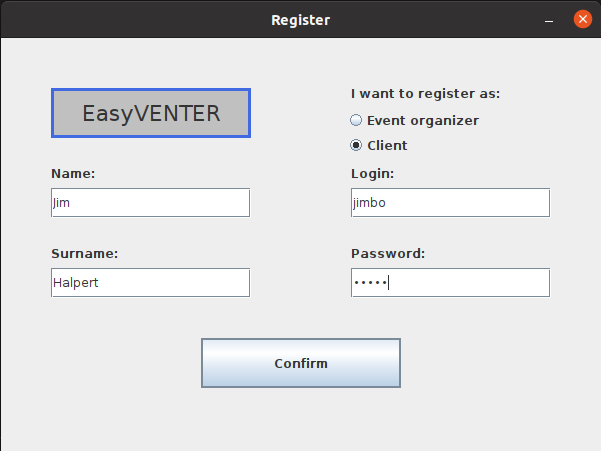 Register
EasyVENTER
I want to register as:
Event organizer
Client
Name:
Login:
Jim
jimbo
Surname:
Password:
Halpert
•••••
Confirm